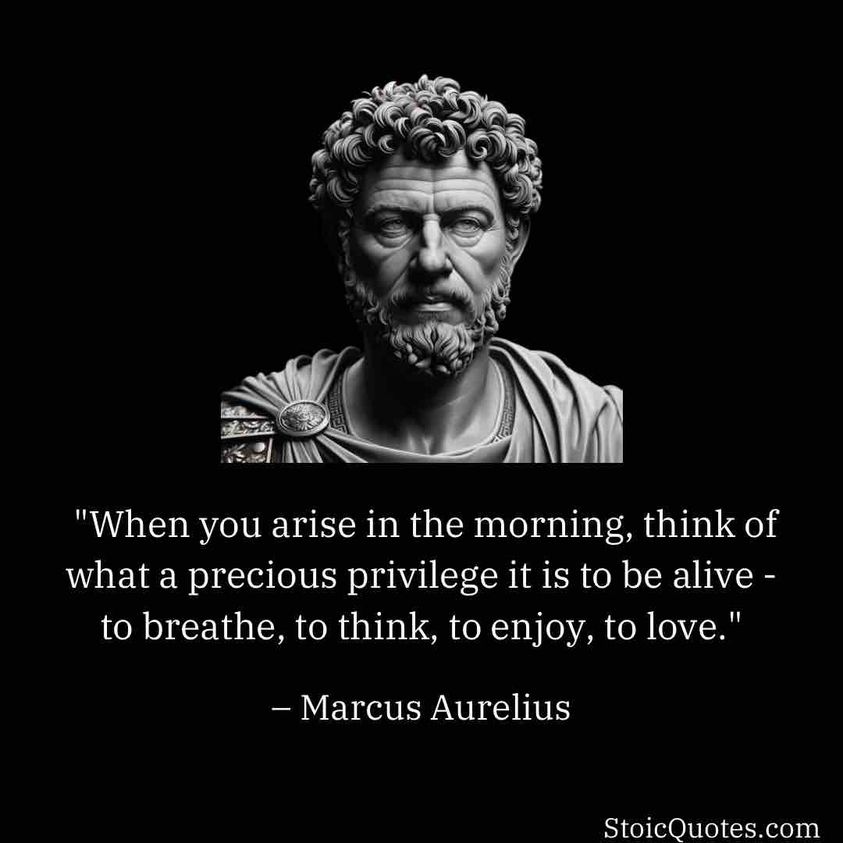 "When you arise in the morning, think of
what a precious privilege it is to be alive -
to breathe, to think, to enjoy, to love."
– Marcus Aurelius
StoicQuotes.com